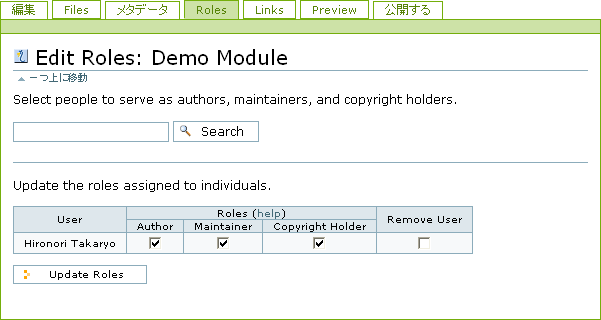 編集 Files メタデータ Roles Links Preview 公開する
Edit Roles: Demo Module
一つ上に移動
Select people to serve as authors, maintainers, and copyright holders.
Search
Update the roles assigned to individuals.
User Roles (help) Remove User
Author Maintainer Copyright Holder
Hironori Takaryo
Update Roles